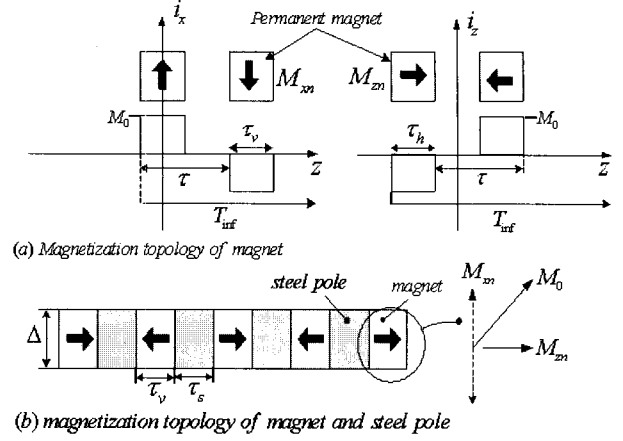 i_x Permanent magnet i_z
M_xn M_zn
M_0 τ_v τ_h M_0
τ z τ z
T_inf T_inf
(a) Magnetization topology of magnet
steel pole magnet M_xn M_0
Δ M_zn
τ_v τ_s
(b) magnetization topology of magnet and steel pole